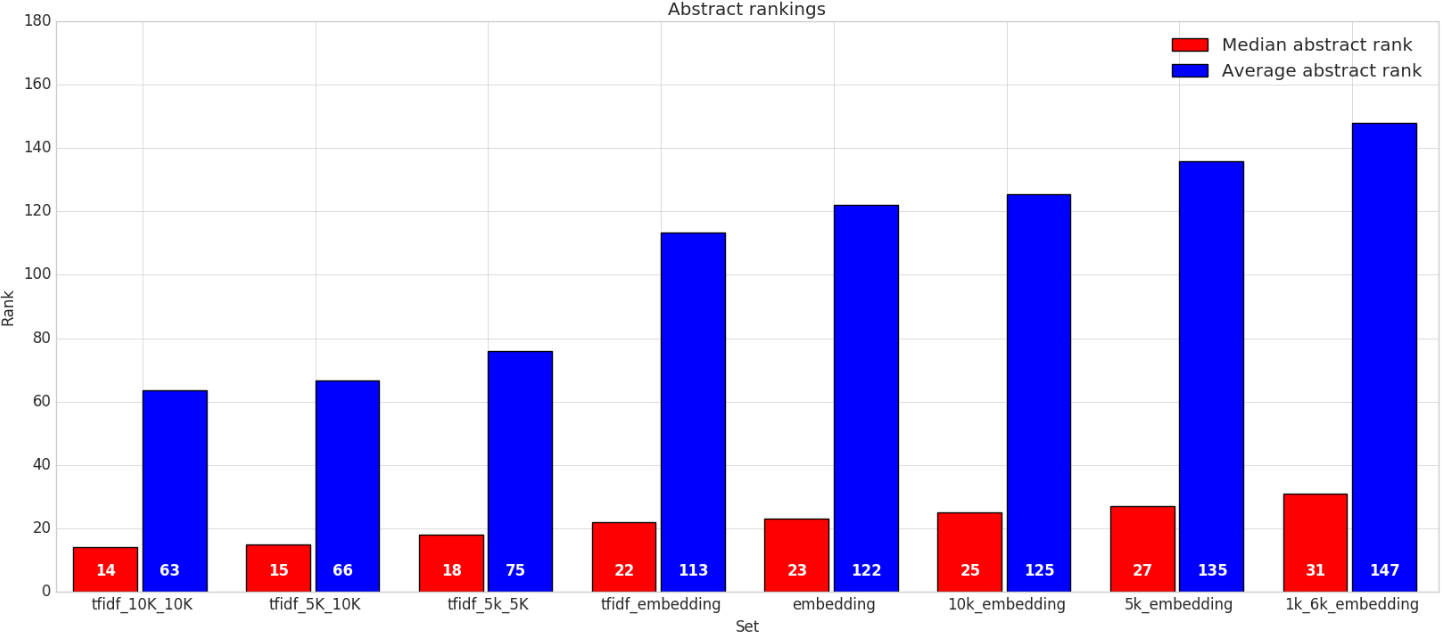 Abstract rankings
Median abstract rank
Average abstract rank
Rank
180
160
140
120
100
80
60
40
20
0
14 63 15 66 18 75 22 113 23 122 25 125 27 135 31 147
tfidf_10K_10K tfidf_5K_10K tfidf_5k_5K tfidf_embedding embedding 10k_embedding 5k_embedding 1k_6k_embedding
Set